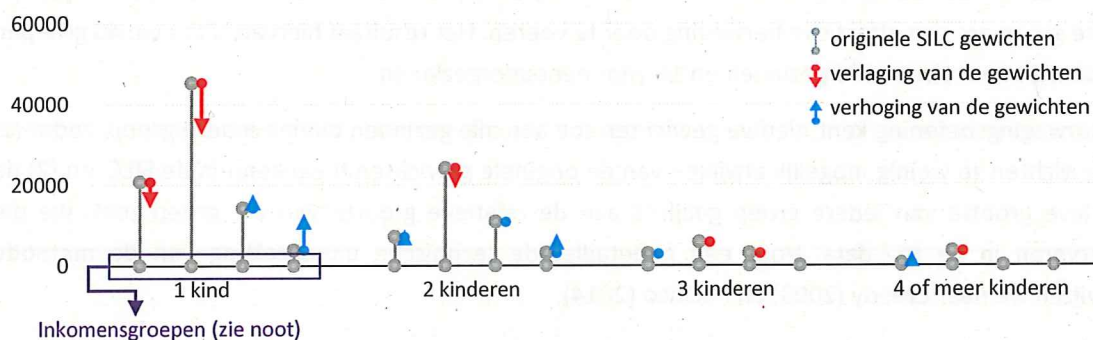 60000
originele SILC gewichten
verlaging van de gewichten
verhoging van de gewichten
40000
20000
0
1 kind
2 kinderen
3 kinderen
4 of meer kinderen
Inkomensgroepen (zie noot)